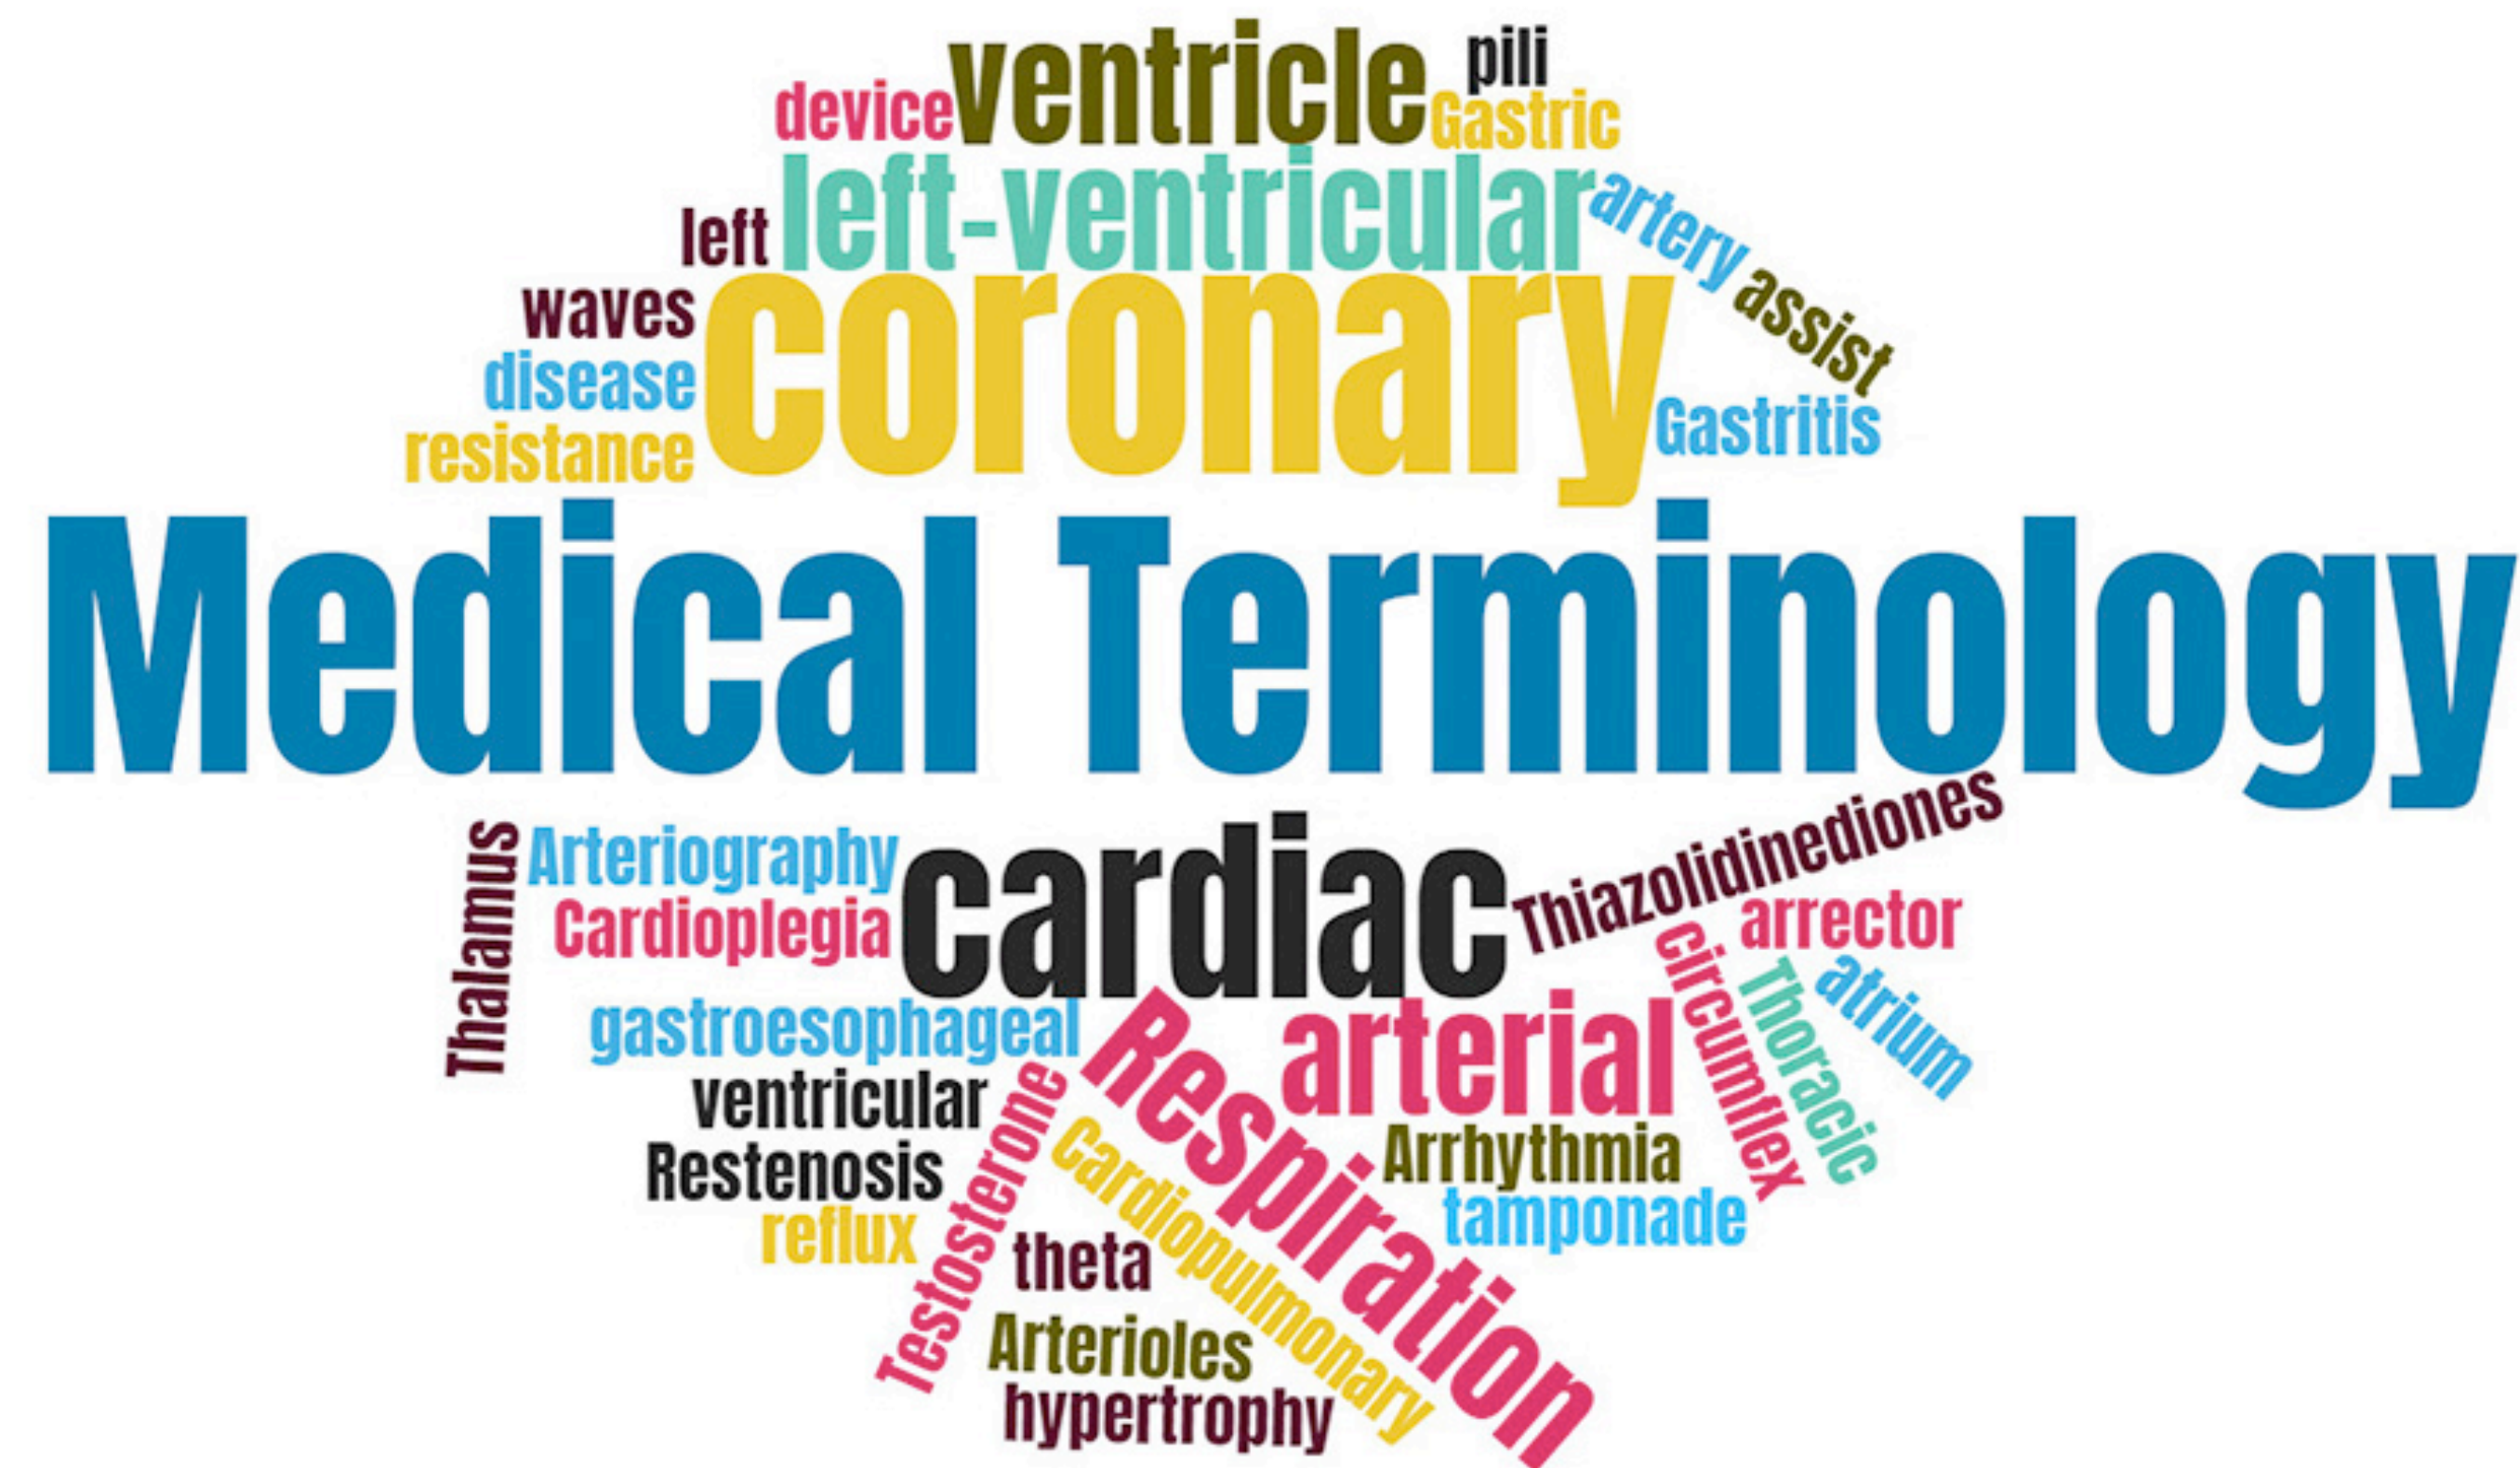 pili
ventricle
device
Gastric
left-ventricular
artery
left
assist
waves
coronary
disease
Gastritis
resistance
Medical Terminology
Thiazolidinediones
Thalamus
Arteriography
cardiac
Cardioplegia
arrector
circumflex
Thoracic
atrium
gastroesophageal
Respiration
arterial
ventricular
Testosterone
Cardiopulmonary
Arrhythmia
Restenosis
tamponade
reflux
theta
Arterioles
hypertrophy